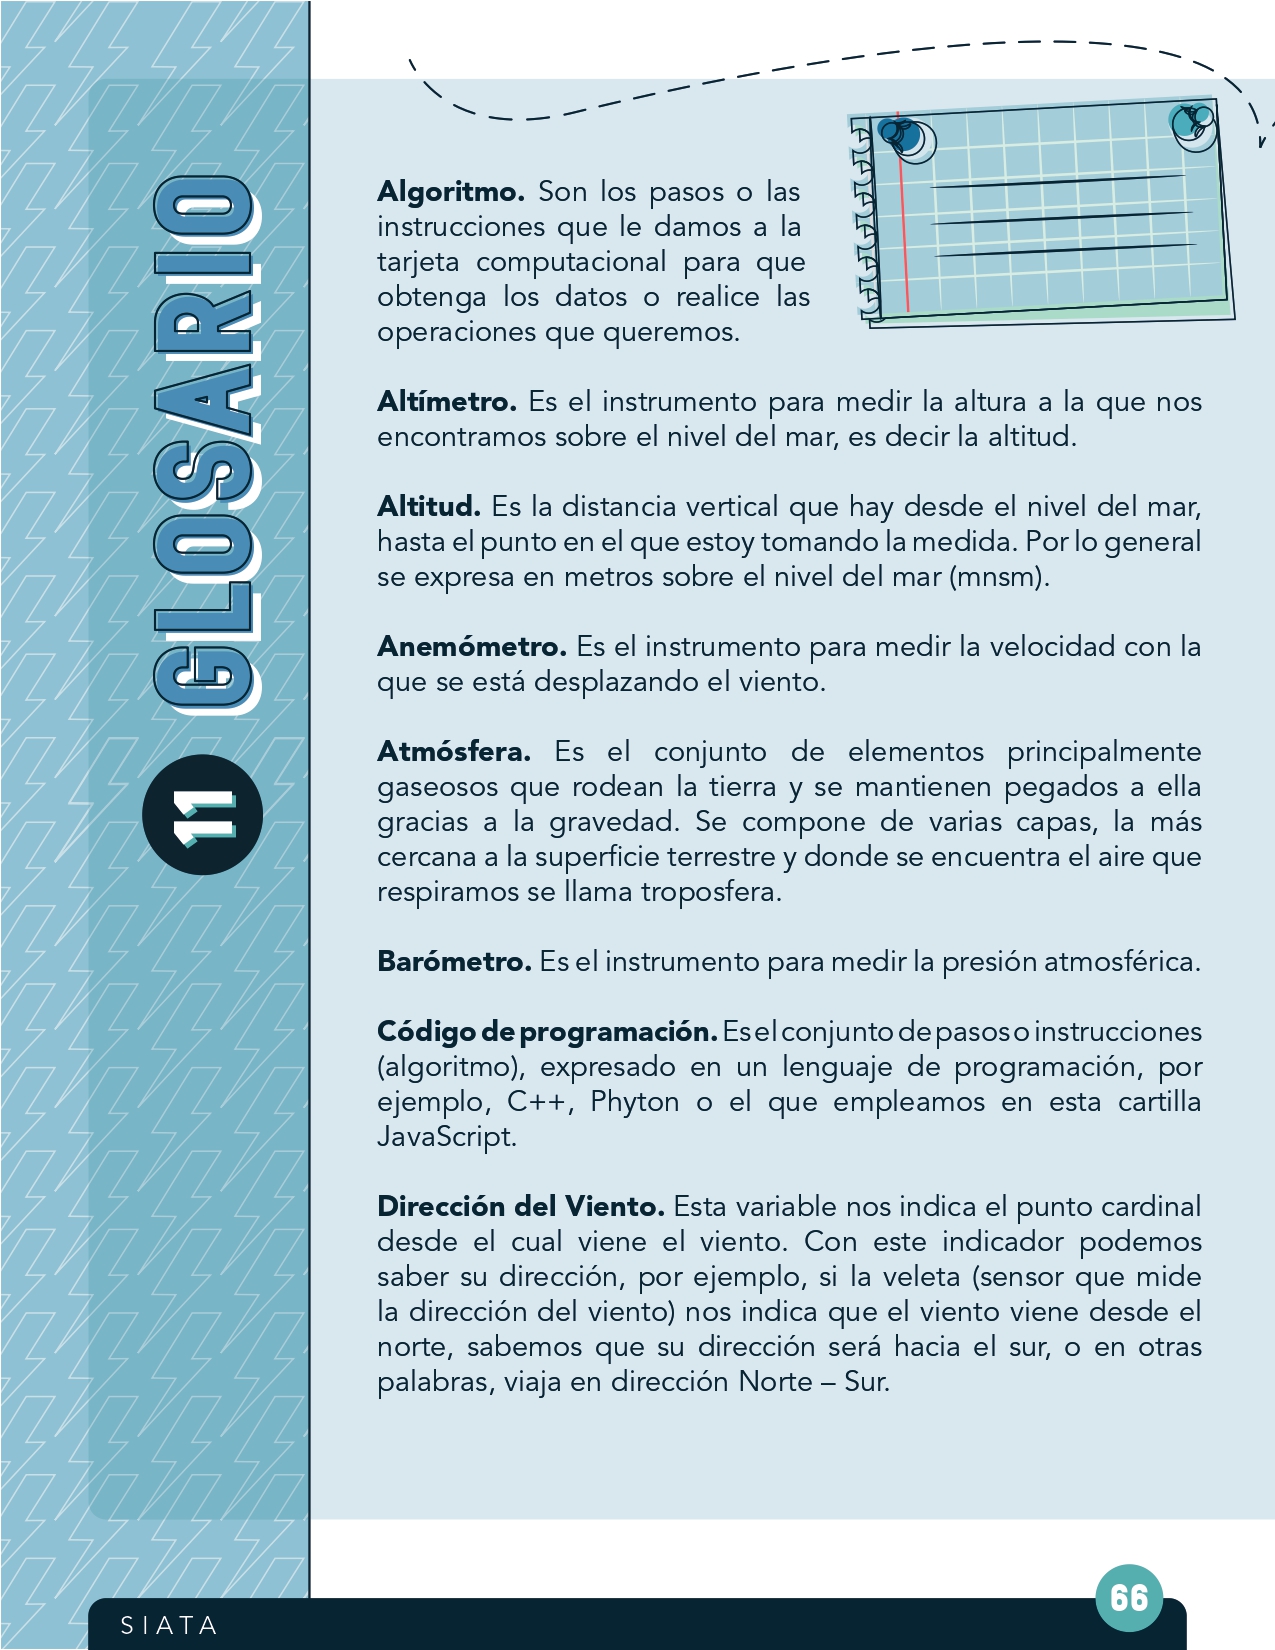 11 GLOSARIO
Algoritmo. Son los pasos o las
instrucciones que le damos a la
tarjeta computacional para que
obtenga los datos o realice las
operaciones que queremos.
Altímetro. Es el instrumento para medir la altura a la que nos
encontramos sobre el nivel del mar, es decir la altitud.
Altitud. Es la distancia vertical que hay desde el nivel del mar,
hasta el punto en el que estoy tomando la medida. Por lo general
se expresa en metros sobre el nivel del mar (mnsm).
Anemómetro. Es el instrumento para medir la velocidad con la
que se está desplazando el viento.
Atmósfera. Es el conjunto de elementos principalmente
gaseosos que rodean la tierra y se mantienen pegados a ella
gracias a la gravedad. Se compone de varias capas, la más
cercana a la superficie terrestre y donde se encuentra el aire que
respiramos se llama troposfera.
Barómetro. Es el instrumento para medir la presión atmosférica.
Código de programación. Es el conjunto de pasos o instrucciones
(algoritmo), expresado en un lenguaje de programación, por
ejemplo, C++, Phyton o el que empleamos en esta cartilla
JavaScript.
Dirección del Viento. Esta variable nos indica el punto cardinal
desde el cual viene el viento. Con este indicador podemos
saber su dirección, por ejemplo, si la veleta (sensor que mide
la dirección del viento) nos indica que el viento viene desde el
norte, sabemos que su dirección será hacia el sur, o en otras
palabras, viaja en dirección Norte – Sur.
66
SIATA